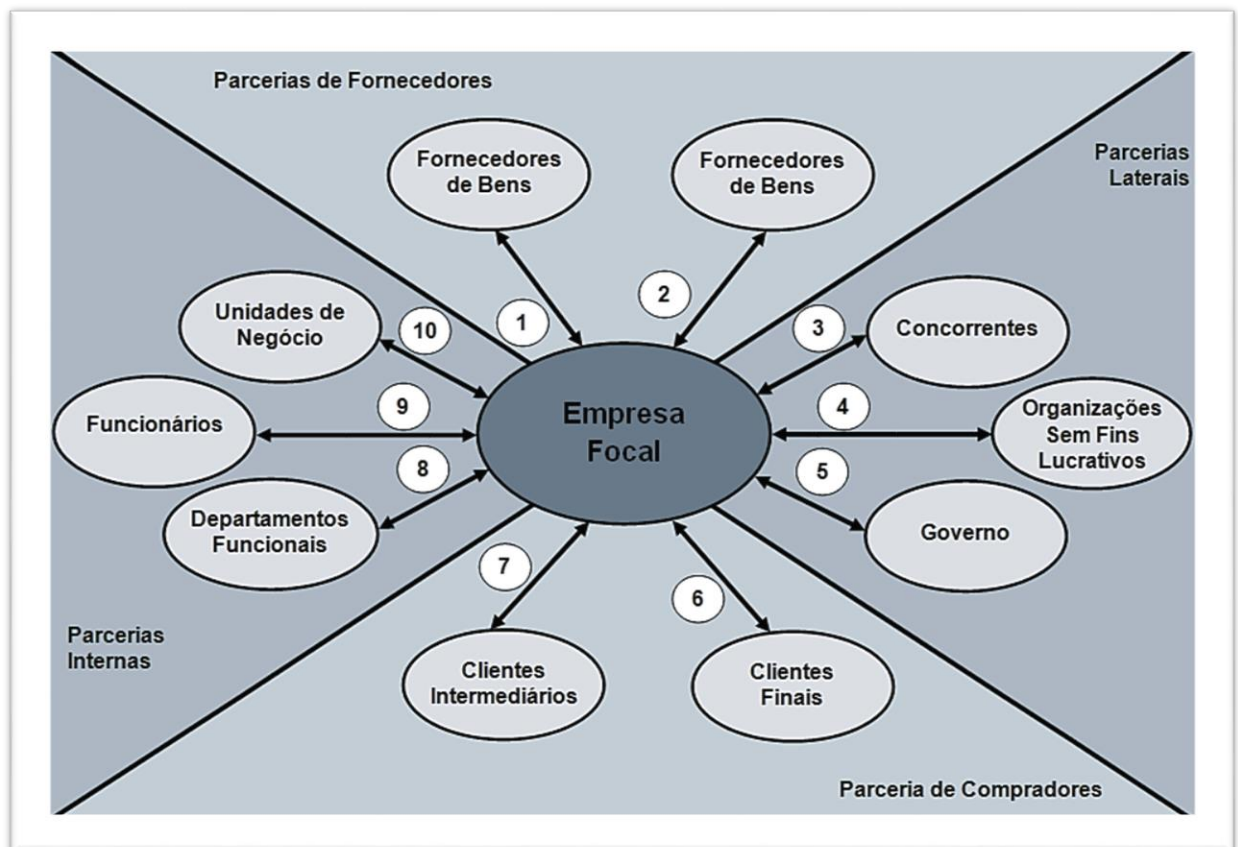 Parcerias de Fornecedores
Fornecedores
de Bens
Fornecedores
de Bens
Parcerias
Laterais
1
2
3
Concorrentes
4
Organizações
Sem Fins
Lucrativos
5
Governo
Empresa
Focal
Unidades de
Negócio
10
Funcionários
9
8
Departamentos
Funcionais
7
6
Parcerias
Internas
Clientes
Intermediários
Clientes
Finais
Parceria de Compradores